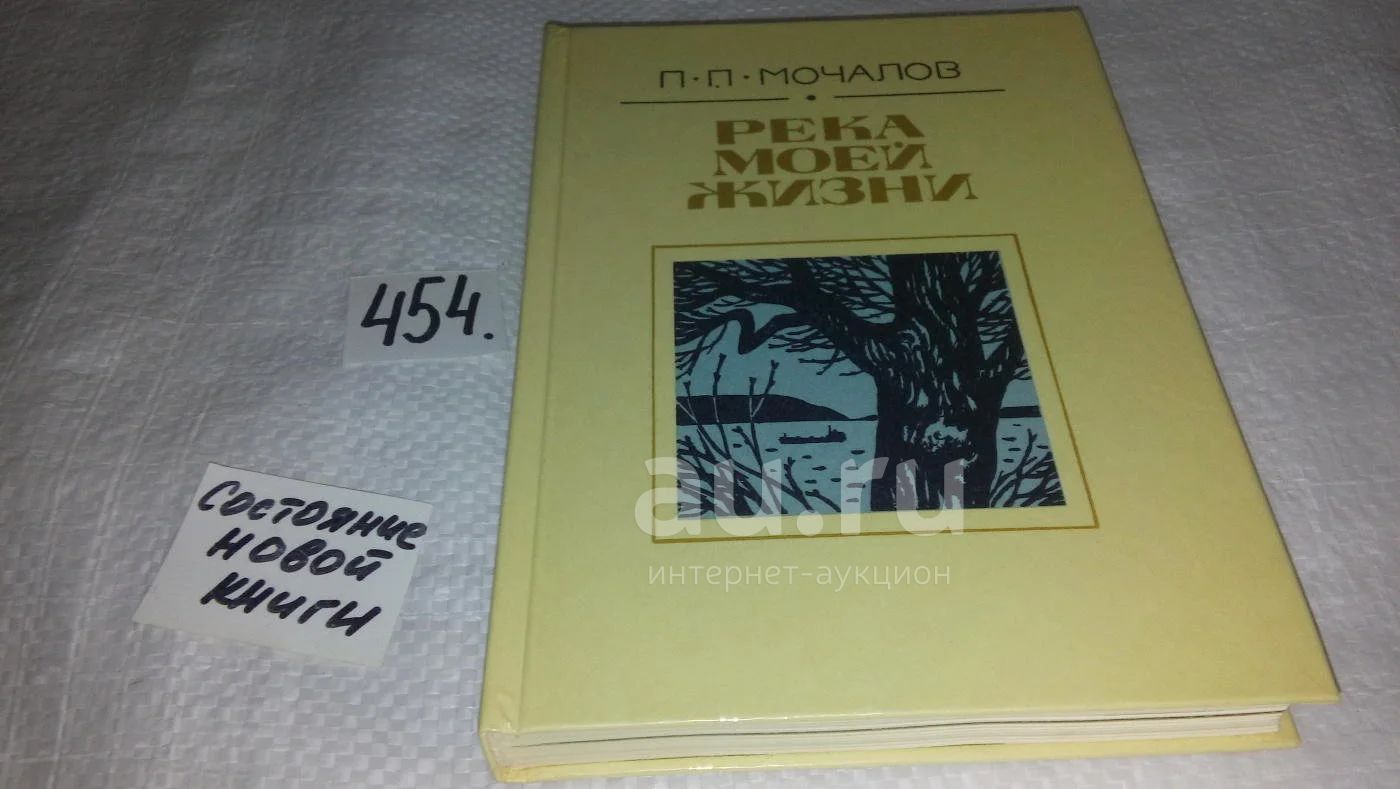 П·П·МОЧАЛОВ
РЕКА
МОЕЙ
ЖИЗНИ
454.
Состояние
новой
книги
au.ru
интернет-аукцион